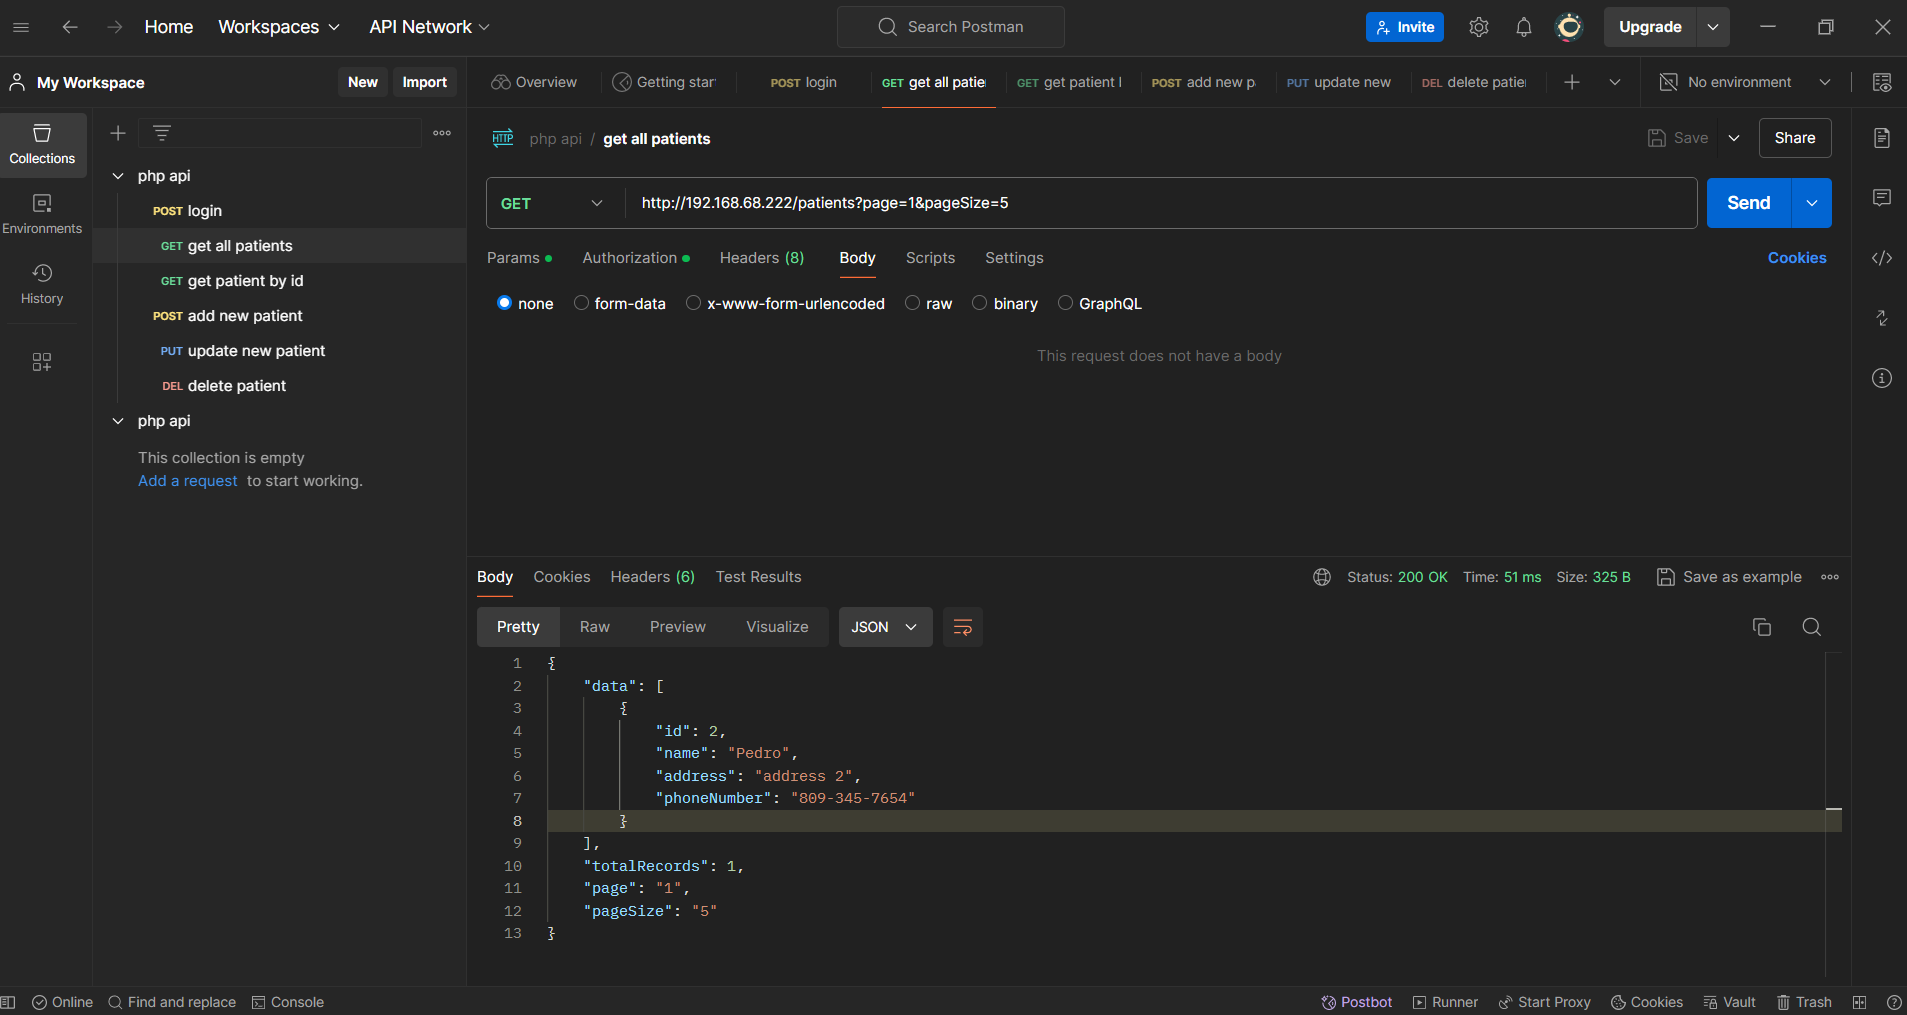 Home Workspaces API Network Search Postman Invite Upgrade
My Workspace New Import Overview Getting star POST login GET get all patie GET get patient l POST add new p. PUT update new DEL delete patie No environment
Collections
Environments
History
php api
POST login
GET get all patients
GET get patient by id
POST add new patient
PUT update new patient
DEL delete patient
php api
This collection is empty
Add a request to start working.
HTTP php api / get all patients Save Share
GET http://192.168.68.222/patients?page=1&pageSize=5 Send
Params Authorization Headers (8) Body Scripts Settings Cookies
none form-data x-www-form-urlencoded raw binary GraphQL
This request does not have a body
Body Cookies Headers (6) Test Results Status: 200 OK Time: 51 ms Size: 325 B Save as example
Pretty Raw Preview Visualize JSON
1 {
2 "data": [
3 {
4 "id": 2,
5 "name": "Pedro",
6 "address": "address 2",
7 "phoneNumber": "809-345-7654"
8 }
9 ],
10 "totalRecords": 1,
11 "page": "1",
12 "pageSize": "5"
13 }
Online Find and replace Console Postbot Runner Start Proxy Cookies Vault Trash